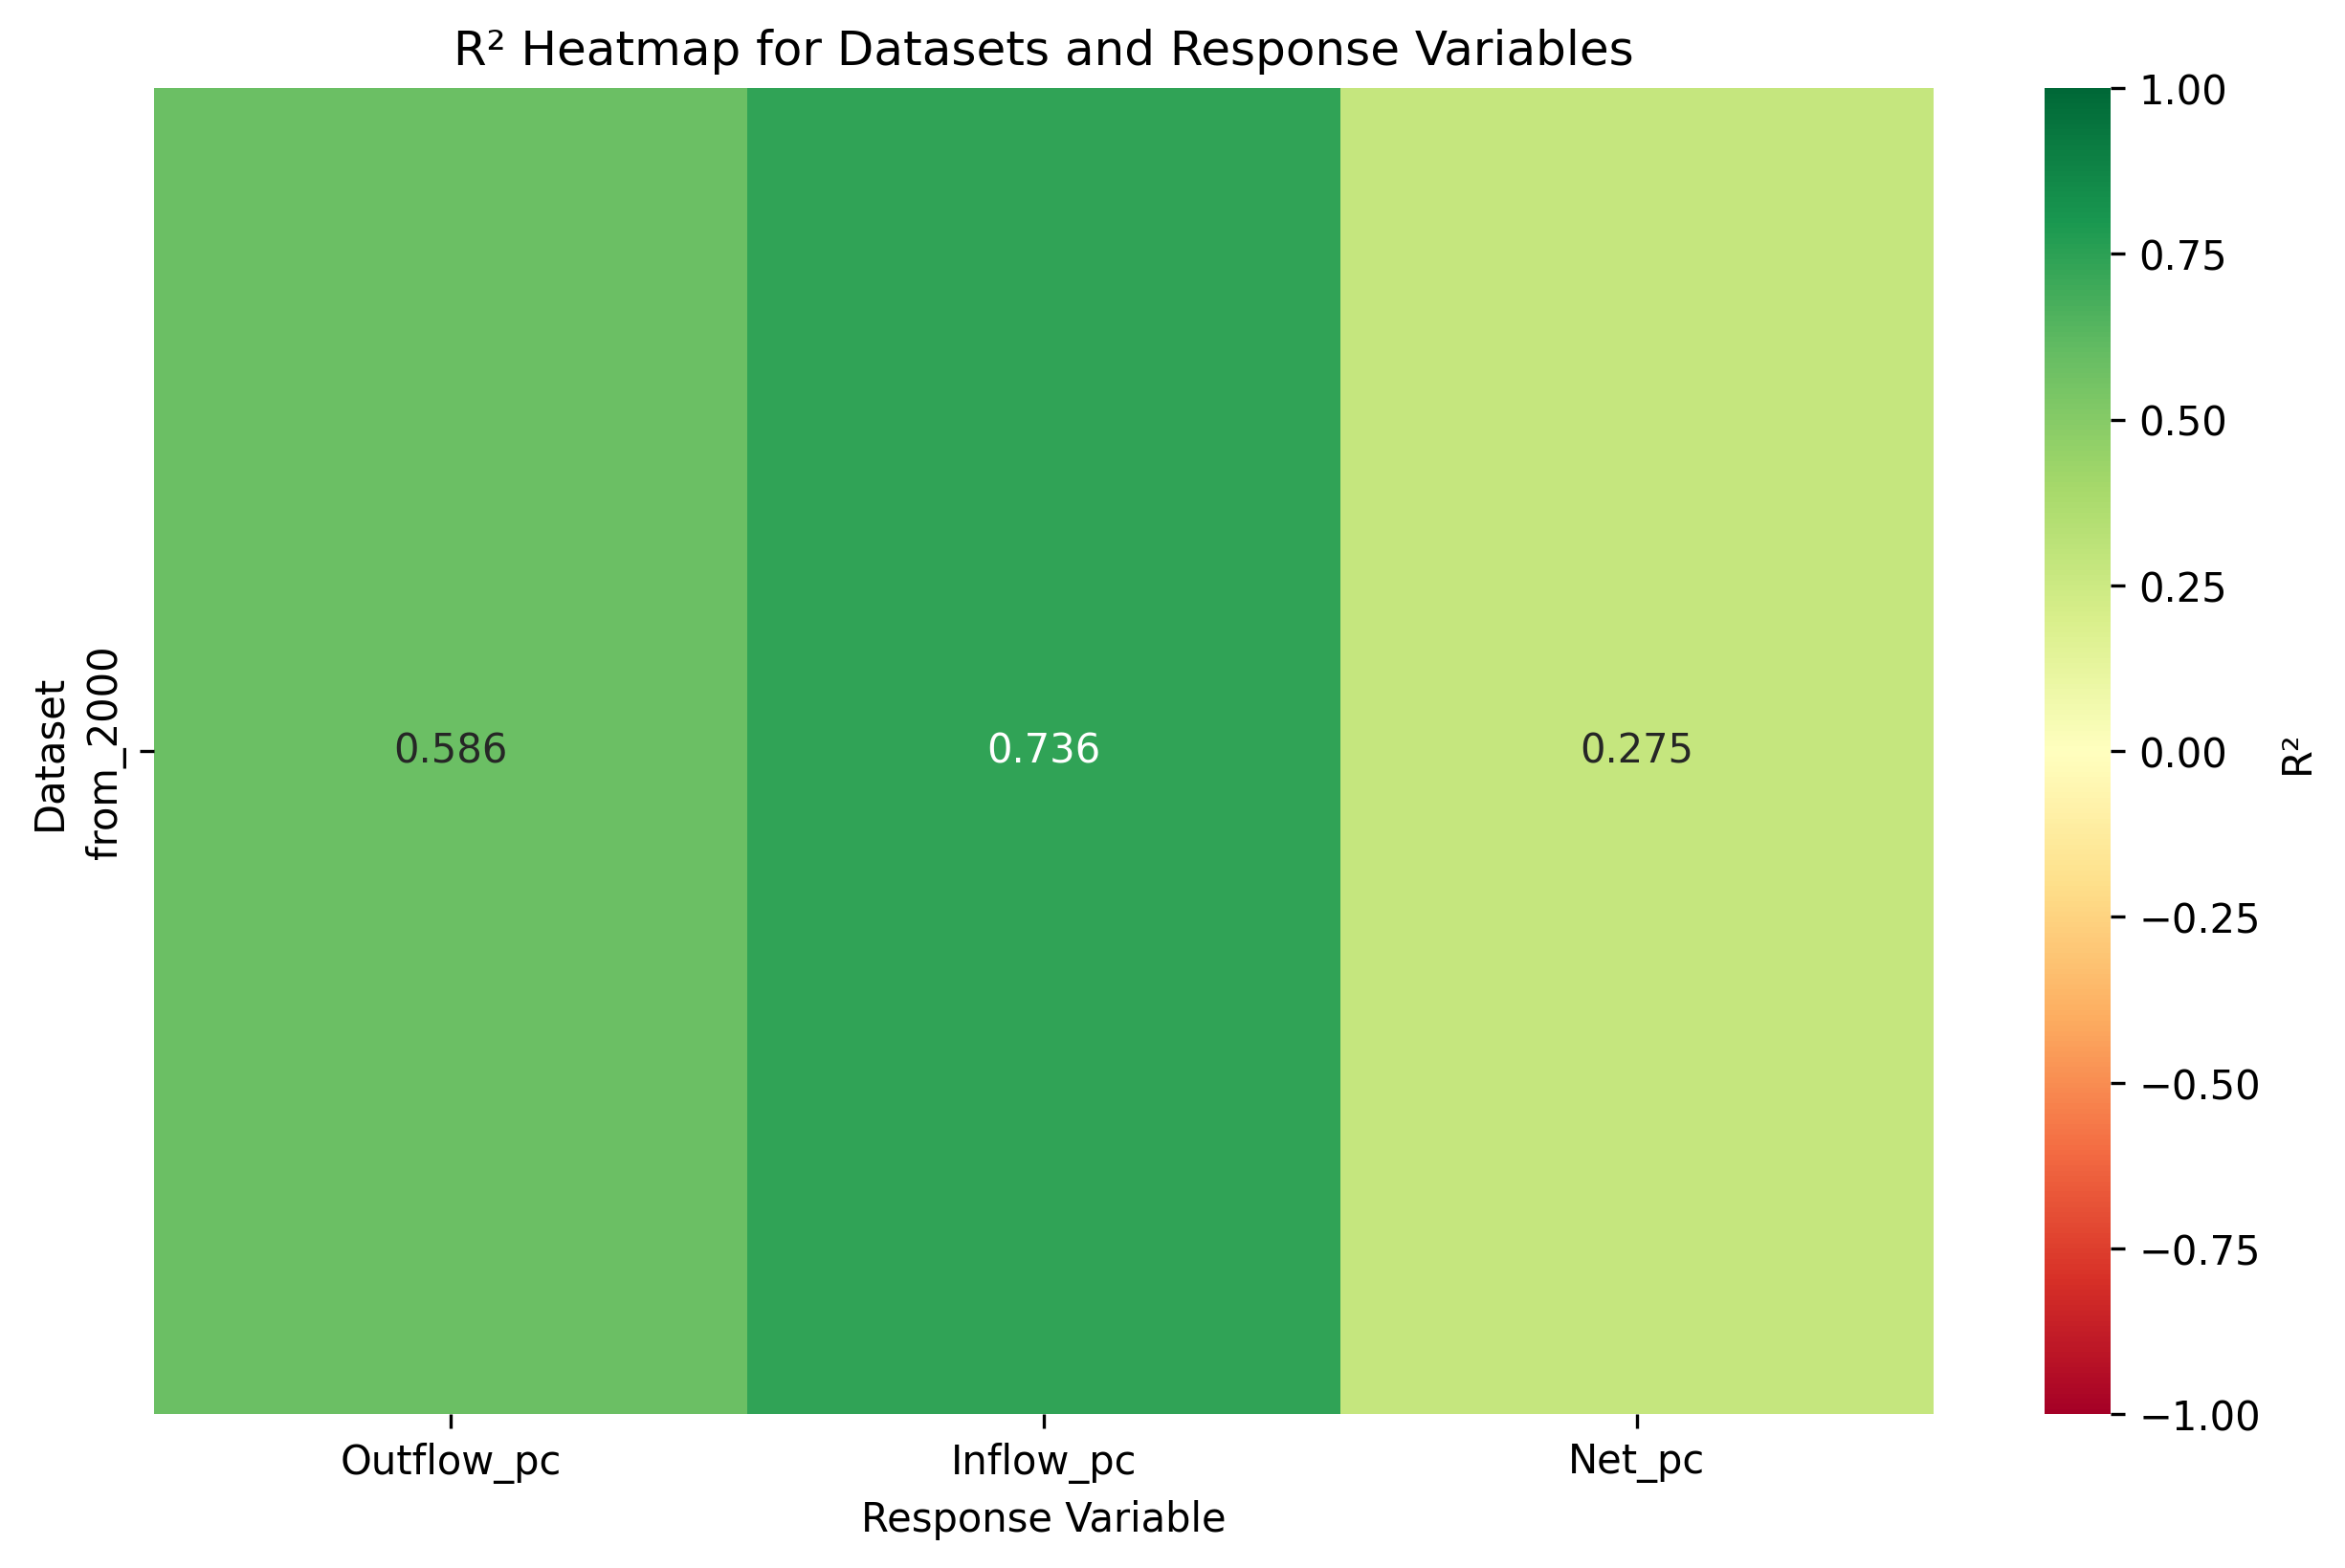 R² Heatmap for Datasets and Response Variables
Dataset
from_2000
0.586
0.736
0.275
Outflow_pc
Inflow_pc
Net_pc
Response Variable
1.00
0.75
0.50
0.25
0.00
−0.25
−0.50
−0.75
−1.00
R²